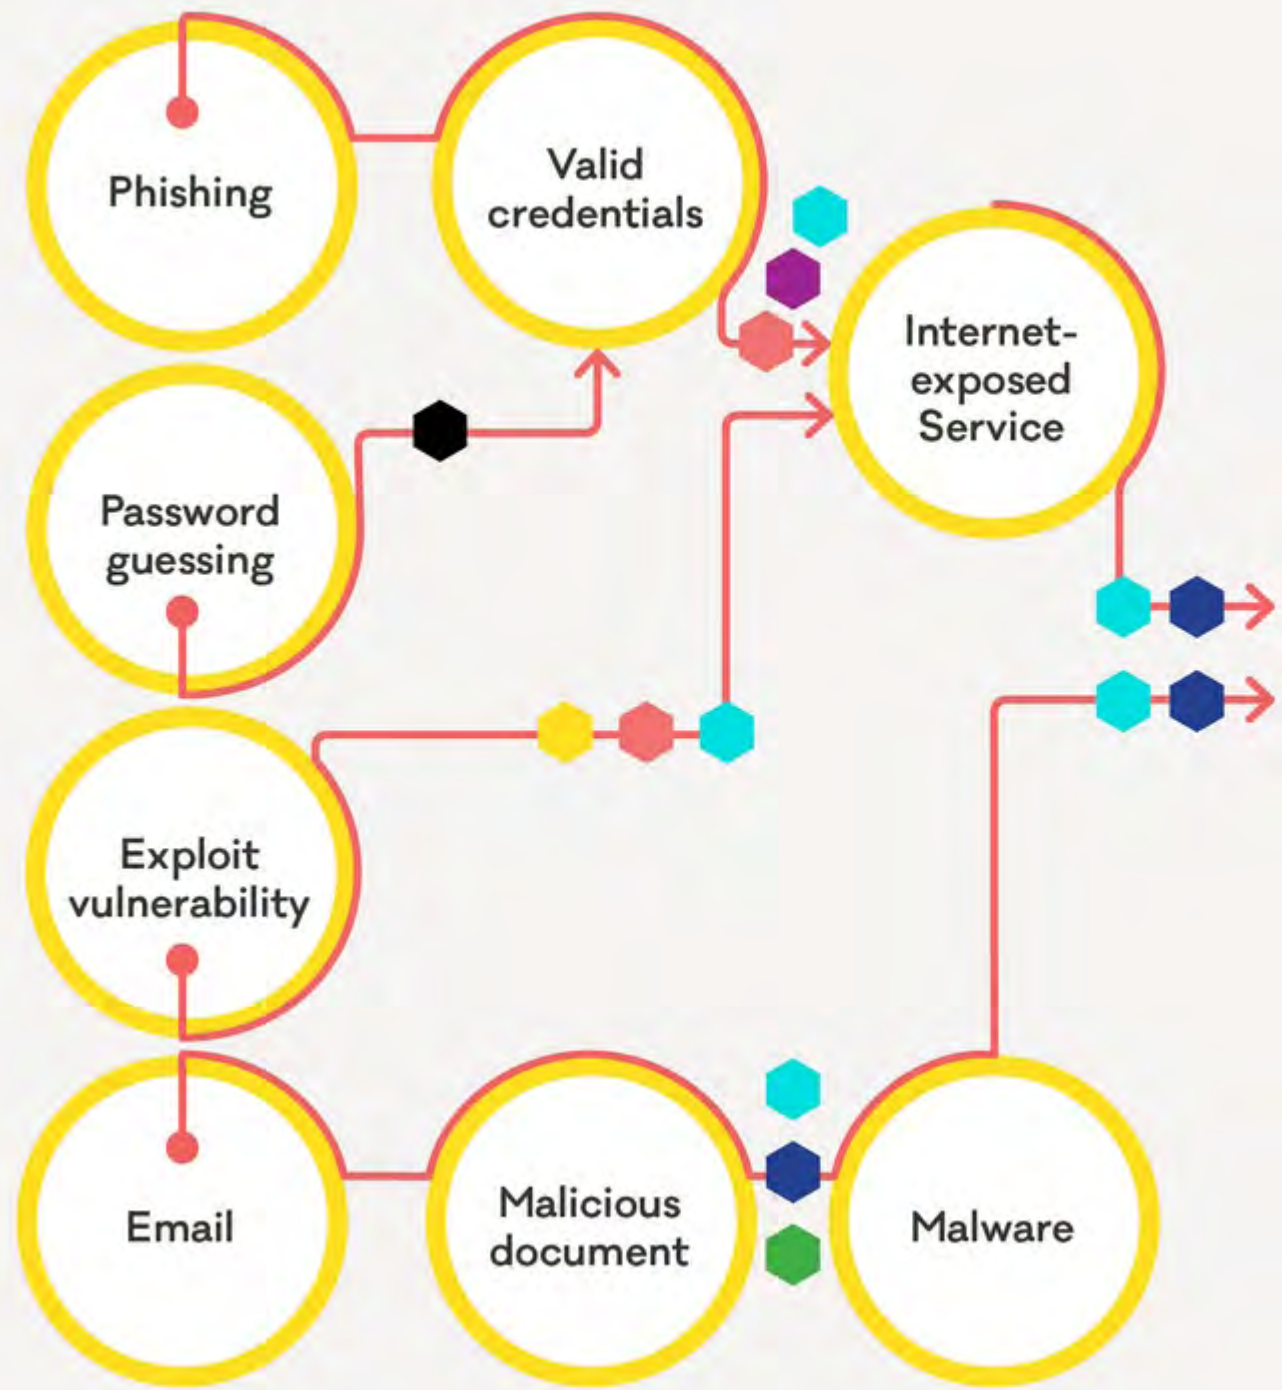 Phishing
Valid
credentials
Internet-
exposed
Service
Password
guessing
Exploit
vulnerability
Email
Malicious
document
Malware